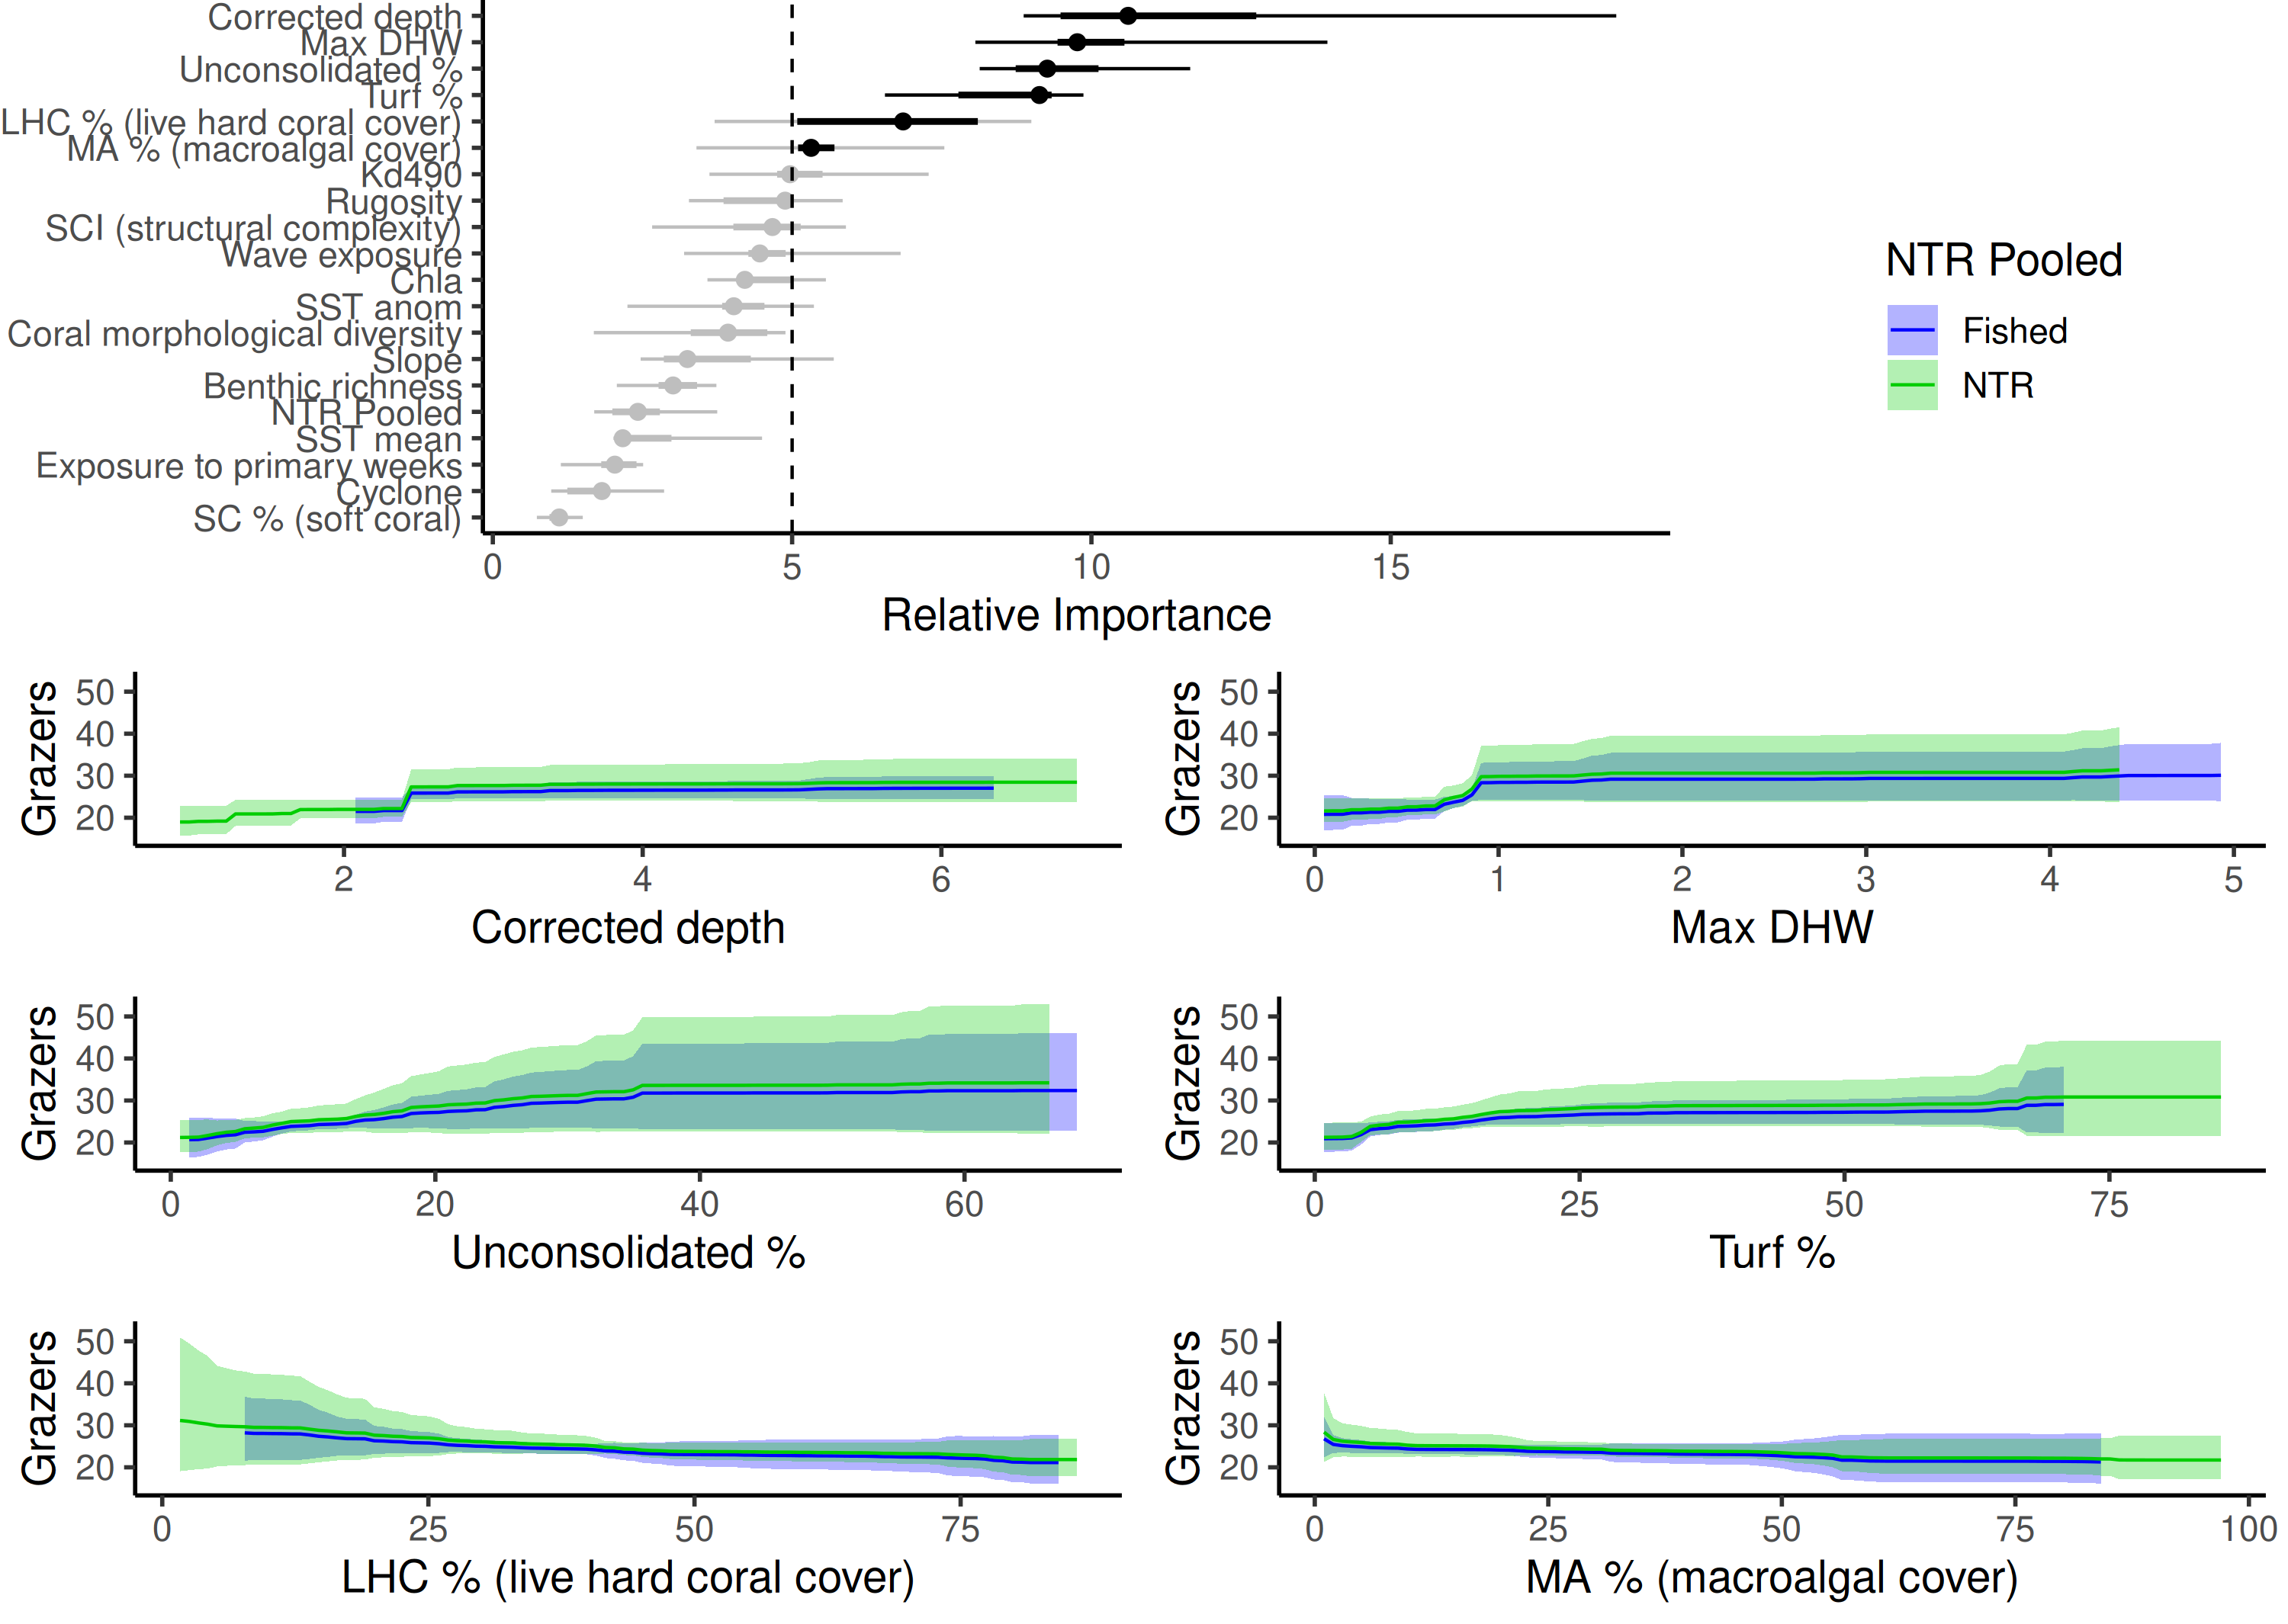 Corrected depth
Max DHW
Unconsolidated %
Turf %
LHC % (live hard coral cover)
MA % (macroalgal cover)
Kd490
Rugosity
SCI (structural complexity)
Wave exposure
Chla
SST anom
Coral morphological diversity
Slope
Benthic richness
NTR Pooled
SST mean
Exposure to primary weeks
Cyclone
SC % (soft coral)
0 5 10 15
Relative Importance
NTR Pooled
Fished
NTR
Grazers
50
40
30
20
2 4 6
Corrected depth
Grazers
50
40
30
20
0 1 2 3 4 5
Max DHW
Grazers
50
40
30
20
0 20 40 60
Unconsolidated %
Grazers
50
40
30
20
0 25 50 75
Turf %
Grazers
50
40
30
20
0 25 50 75
LHC % (live hard coral cover)
Grazers
50
40
30
20
0 25 50 75 100
MA % (macroalgal cover)